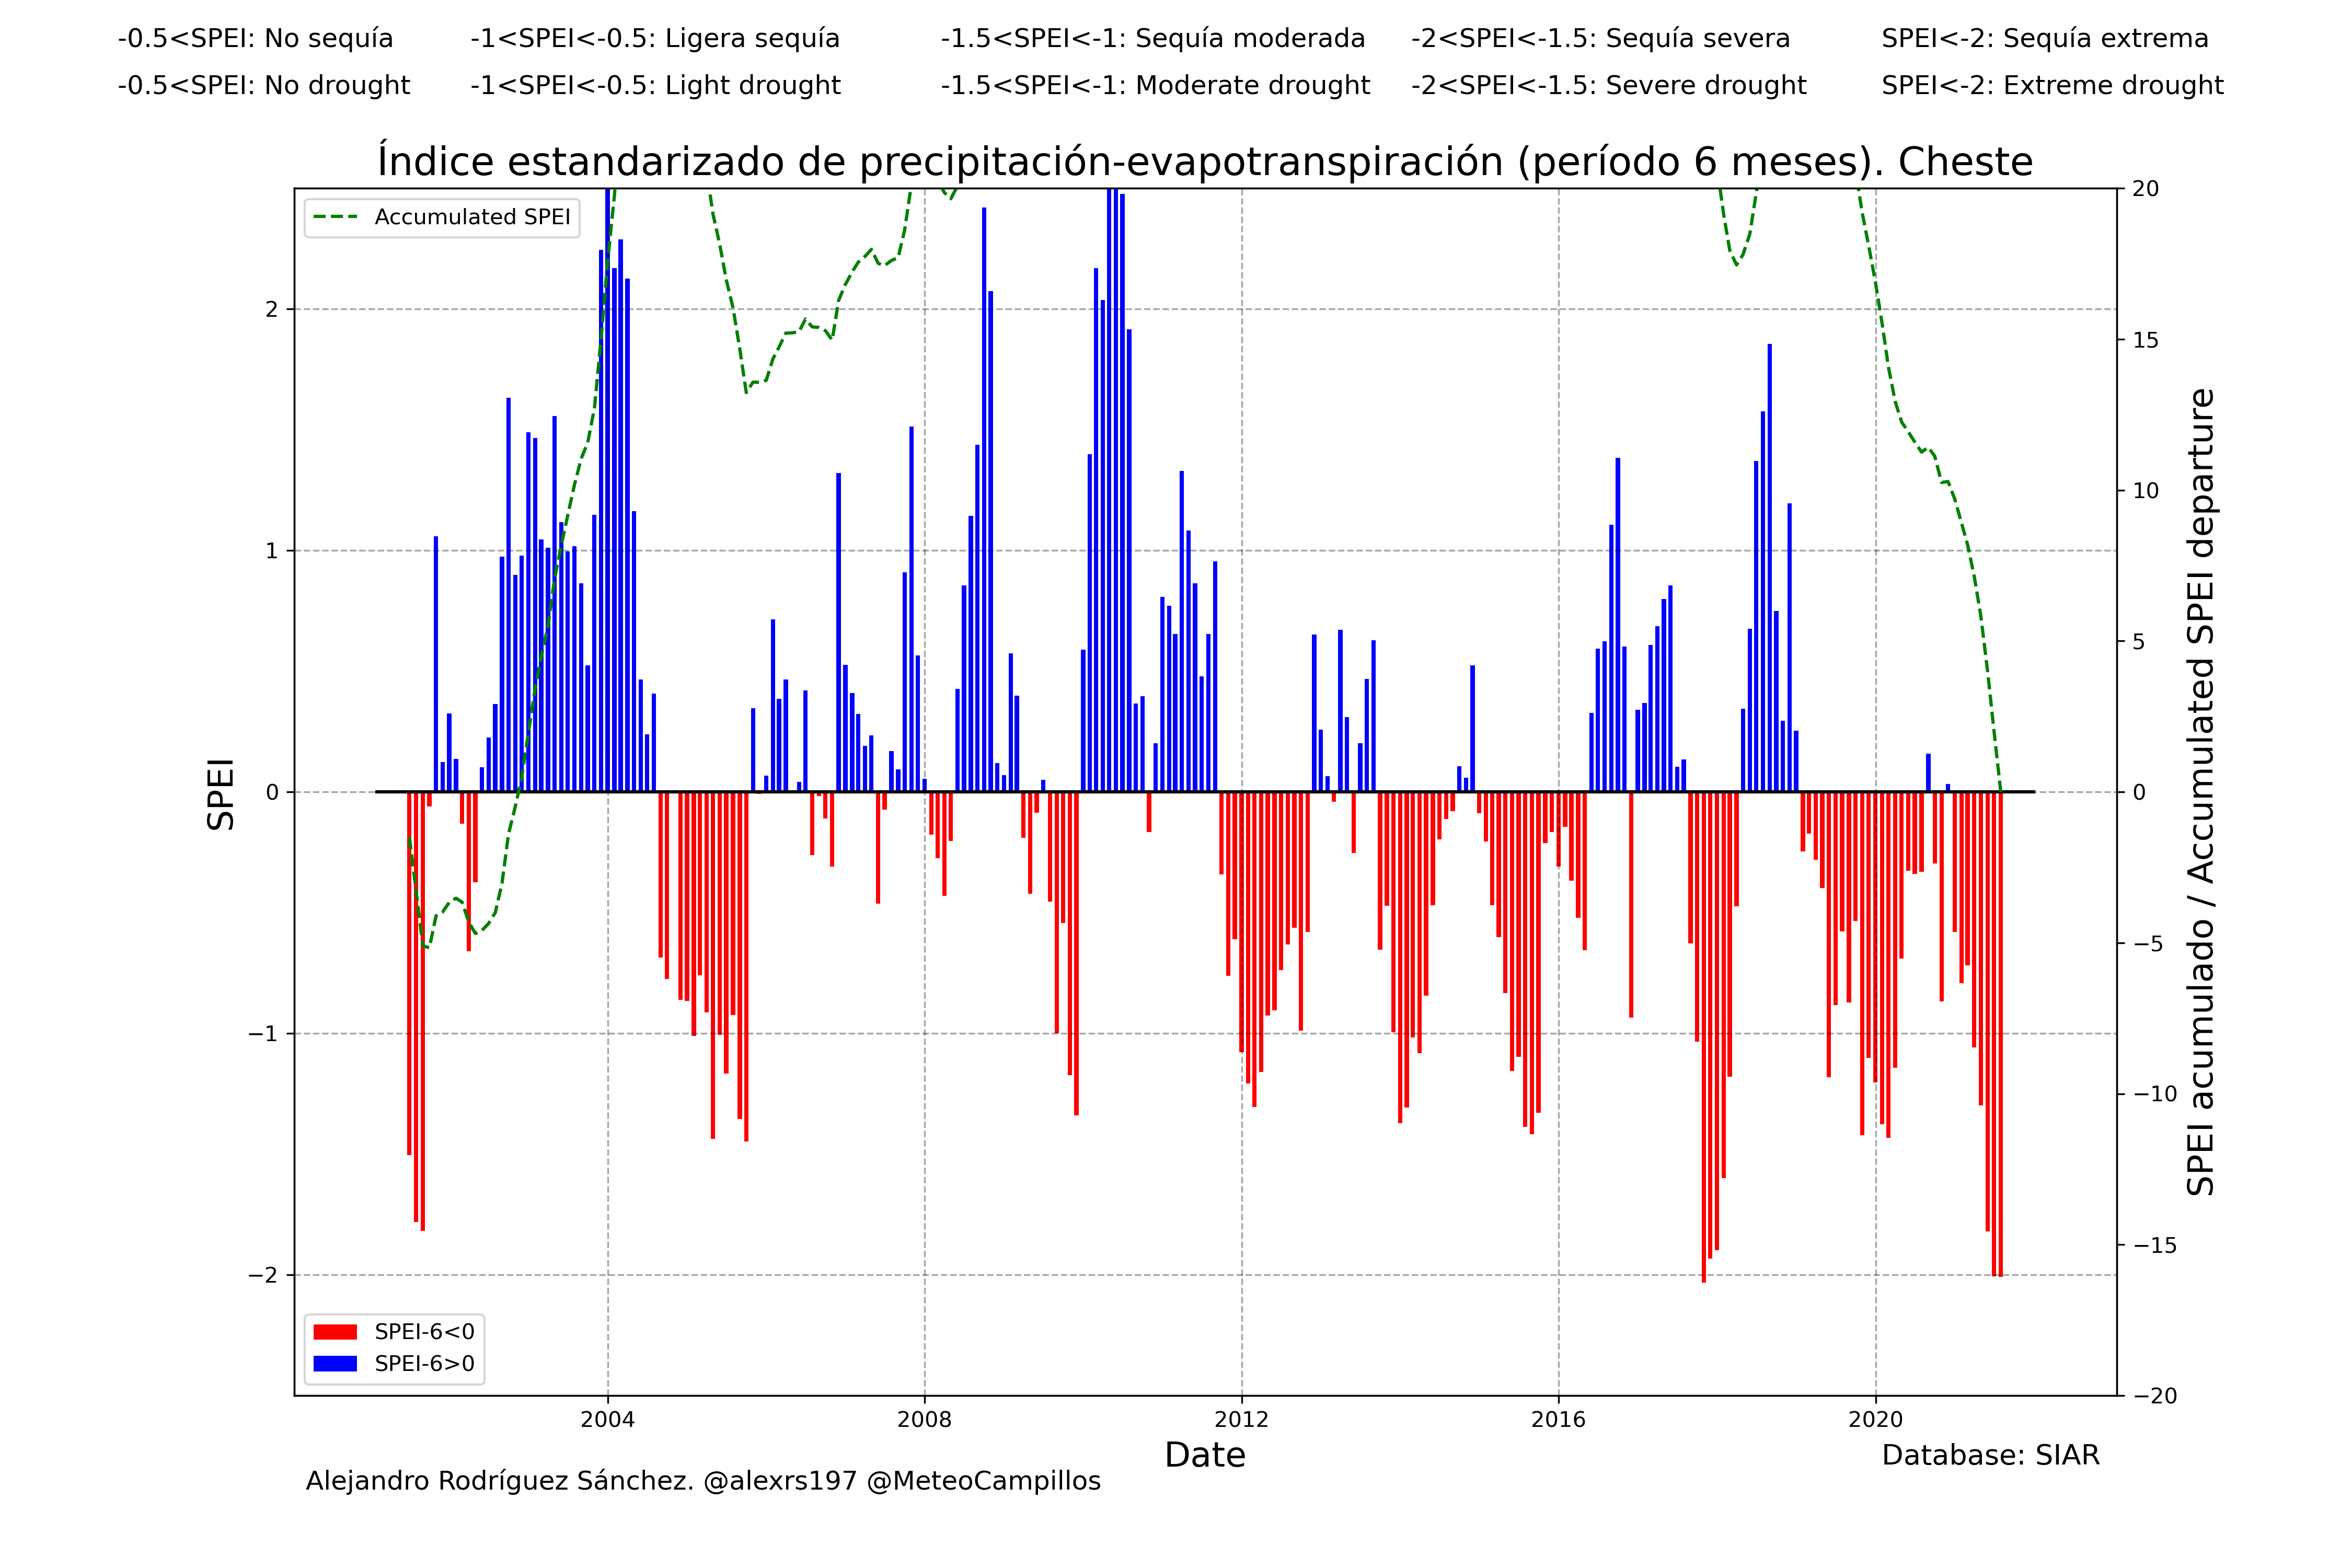 -0.5<SPEI: No sequía -1<SPEI<-0.5: Ligera sequía -1.5<SPEI<-1: Sequía moderada -2<SPEI<-1.5: Sequía severa SPEI<-2: Sequía extrema
-0.5<SPEI: No drought -1<SPEI<-0.5: Light drought -1.5<SPEI<-1: Moderate drought -2<SPEI<-1.5: Severe drought SPEI<-2: Extreme drought
Índice estandarizado de precipitación-evapotranspiración (período 6 meses). Cheste
Accumulated SPEI
SPEI
2
1
0
−1
−2
20
15
10
5
0
−5
−10
−15
−20
SPEI acumulado / Accumulated SPEI departure
SPEI-6<0
SPEI-6>0
2004 2008 2012 2016 2020
Date
Database: SIAR
Alejandro Rodríguez Sánchez. @alexrs197 @MeteoCampillos